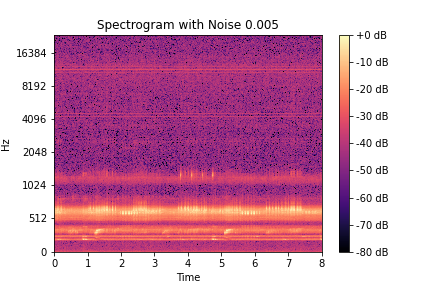 Spectrogram with Noise 0.005
Hz
16384
8192
4096
2048
1024
512
0
0 1 2 3 4 5 6 7 8
Time
+0 dB
-10 dB
-20 dB
-30 dB
-40 dB
-50 dB
-60 dB
-70 dB
-80 dB